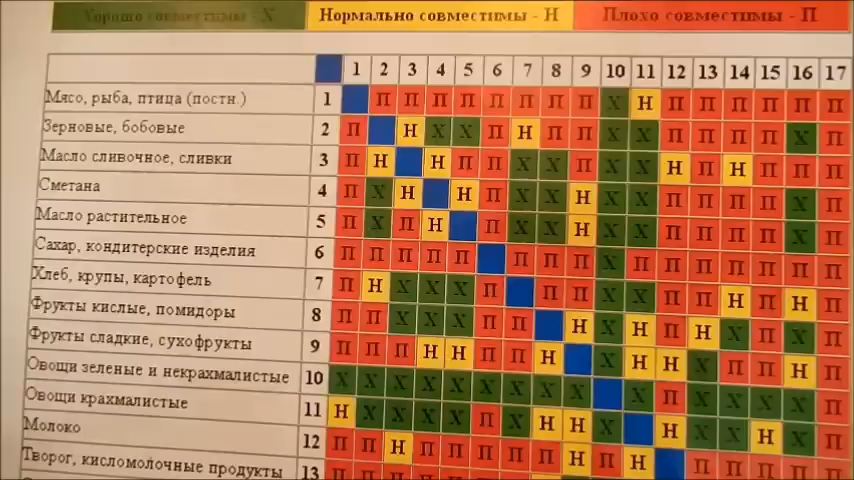 Хорошо совместимы - Х Нормально совместимы - Н Плохо совместимы - П
1 2 3 4 5 6 7 8 9 10 11 12 13 14 15 16 17
Мясо, рыба, птица (постн.) 1 П П П П П П П П Х Н П П П П П П
Зерновые, бобовые 2 П Н Х Х П Н П П Х Х П П П П Х П
Масло сливочное, сливки 3 П Н Н П П Х Х П Х Х Н П Н П П П
Сметана 4 П Х Н Н П Х Х Н Х Х П П П П Х П
Масло растительное 5 П Х П Н П Х Х Н Х Х П П П П Х П
Сахар, кондитерские изделия 6 П П П П П П П П Х П П П П П П П
Хлеб, крупы, картофель 7 П Н Х Х Х П П П Х Х П П Н П Н П
Фрукты кислые, помидоры 8 П П Х Х Х П П Н Х Н П Н Х П Х П
Фрукты сладкие, сухофрукты 9 П П П Н Н П П Н Х Н Н Х П П Н П
Овощи зеленые и некрахмалистые 10 Х Х Х Х Х Х Х Х Х Х П Х Х Х Х П
Овощи крахмалистые 11 Н Х Х Х Х П Х Н Н Х Н Х Х Н Х П
Молоко 12 П П Н П П П П П Н П Н П П П П П
Творог, кисломолочные продукты 13